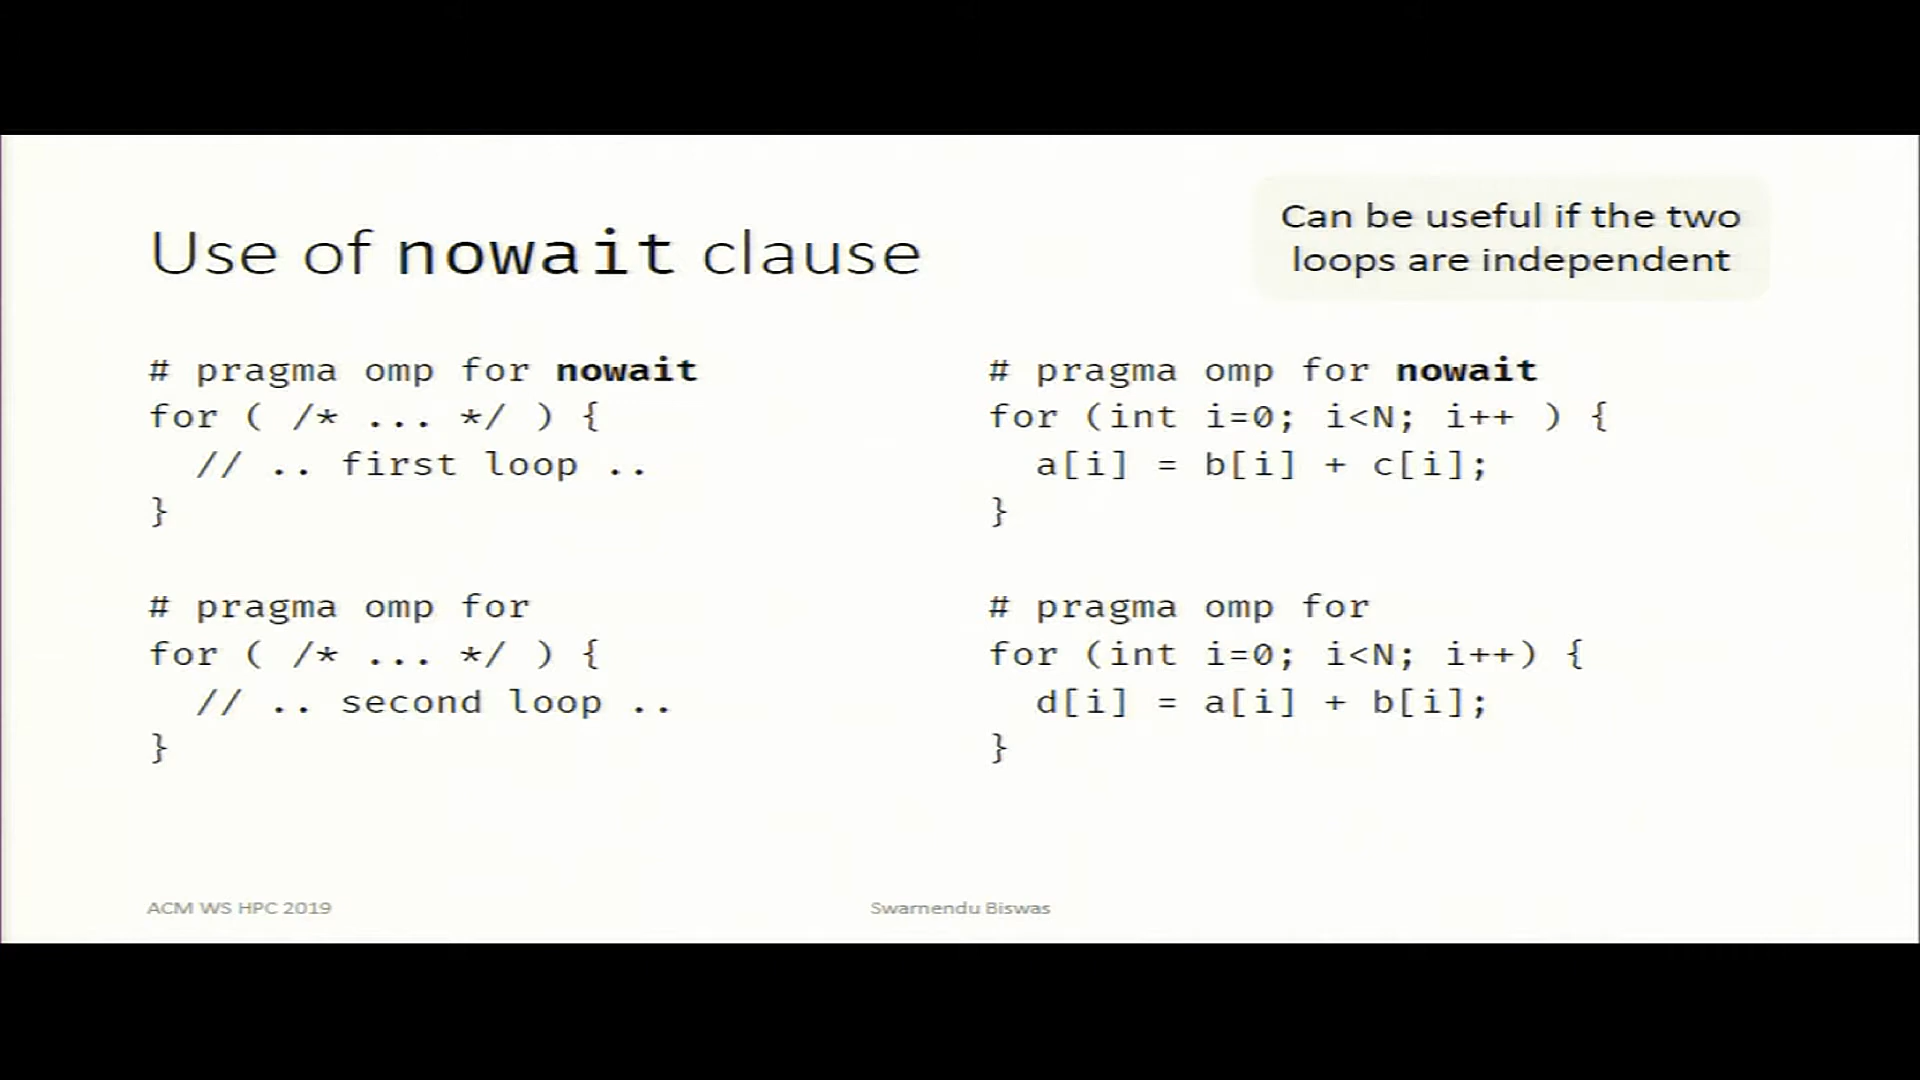 Use of nowait clause
Can be useful if the two
loops are independent
# pragma omp for nowait
for ( /* ... */ ) {
// .. first loop ..
}
# pragma omp for
for ( /* ... */ ) {
// .. second loop ..
}
# pragma omp for nowait
for (int i=0; i<N; i++ ) {
a[i] = b[i] + c[i];
}
# pragma omp for
for (int i=0; i<N; i++) {
d[i] = a[i] + b[i];
}
ACM WS HPC 2019
Swarnendu Biswas